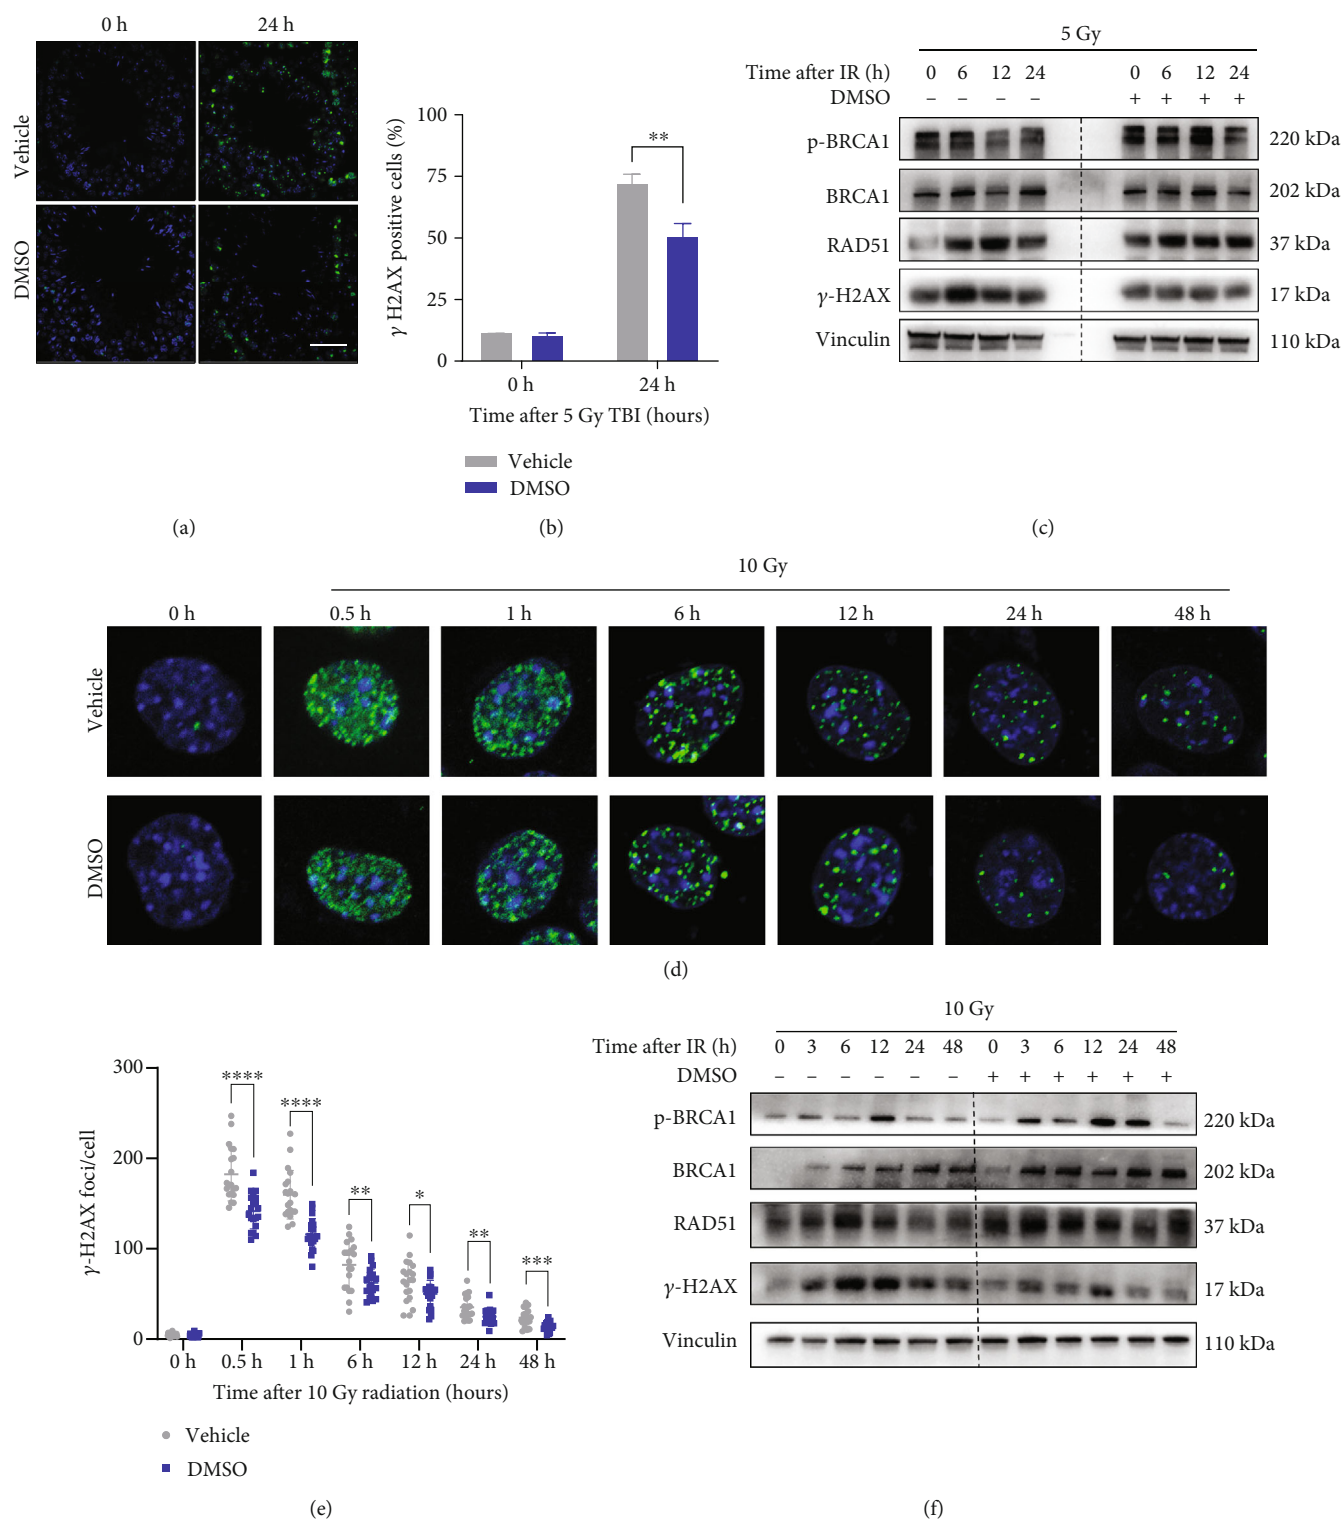 0 h 24 h
Vehicle
DMSO
(a)
γ H2AX positive cells (%)
100
75
50
25
0
**
0 h 24 h
Time after 5 Gy TBI (hours)
Vehicle
DMSO
(b)
5 Gy
Time after IR (h) 0 6 12 24 0 6 12 24
DMSO – – – – + + + +
p-BRCA1 220 kDa
BRCA1 202 kDa
RAD51 37 kDa
γ-H2AX 17 kDa
Vinculin 110 kDa
(c)
10 Gy
0 h 0.5 h 1 h 6 h 12 h 24 h 48 h
Vehicle
DMSO
(d)
γ-H2AX foci/cell
300
200
100
0
**** **** ** * ** ***
0 h 0.5 h 1 h 6 h 12 h 24 h 48 h
Time after 10 Gy radiation (hours)
Vehicle
DMSO
(e)
10 Gy
Time after IR (h) 0 3 6 12 24 48 0 3 6 12 24 48
DMSO – – – – – – + + + + + +
p-BRCA1 220 kDa
BRCA1 202 kDa
RAD51 37 kDa
γ-H2AX 17 kDa
Vinculin 110 kDa
(f)